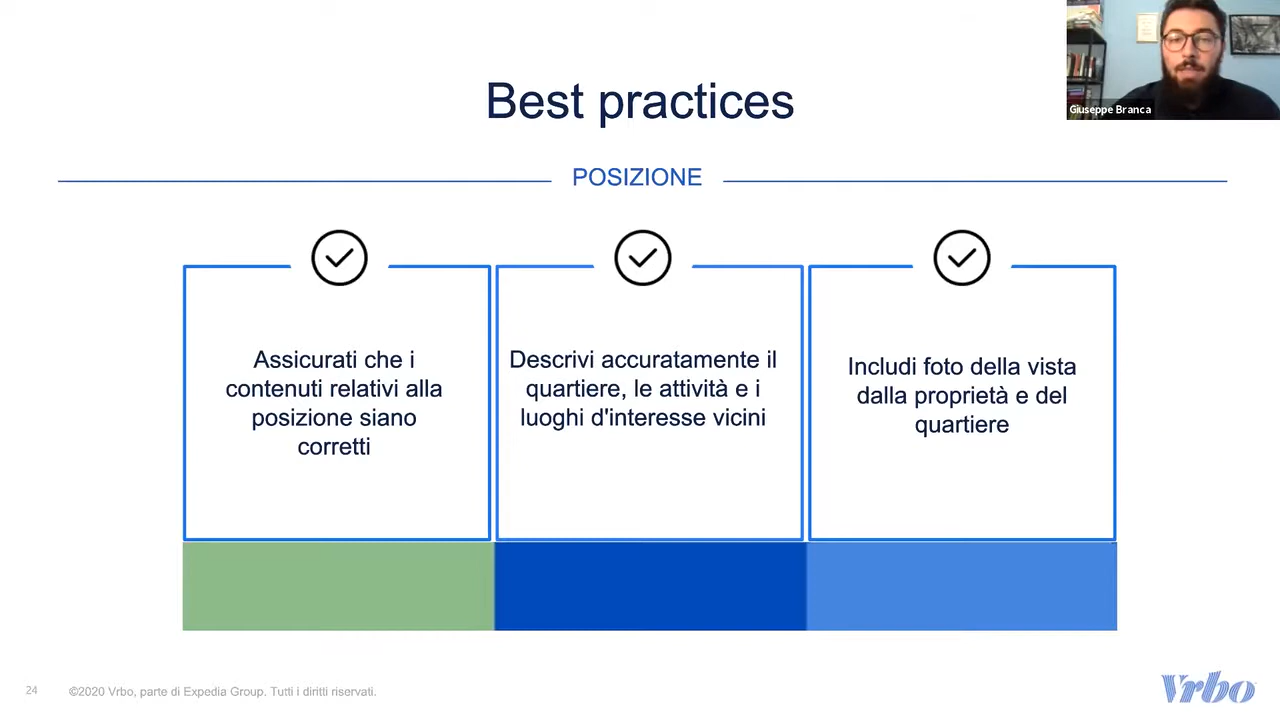 Giuseppe Branca
Best practices
POSIZIONE
Assicurati che i
contenuti relativi alla
posizione siano
corretti
Descrivi accuratamente il
quartiere, le attività e i
luoghi d'interesse vicini
Includi foto della vista
dalla proprietà e del
quartiere
24
©2020 Vrbo, parte di Expedia Group. Tutti i diritti riservati.
Vrbo